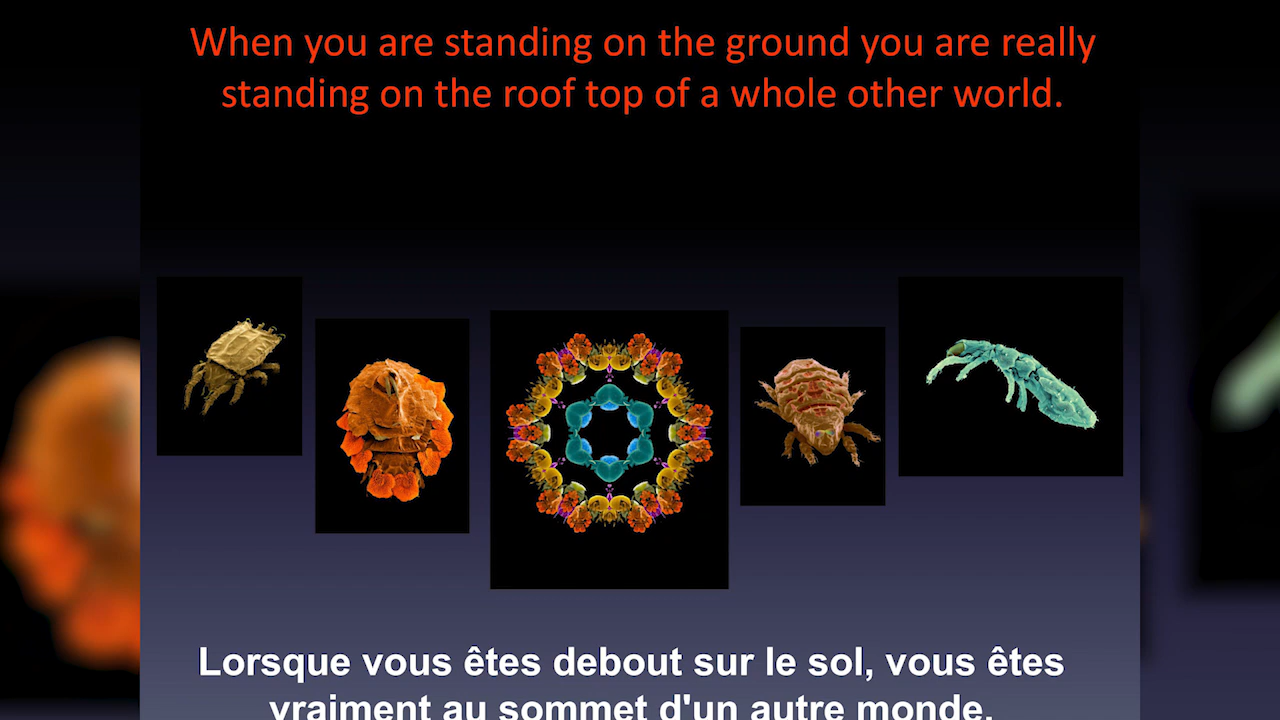 When you are standing on the ground you are really
standing on the roof top of a whole other world.
Lorsque vous êtes debout sur le sol, vous êtes
vraiment au sommet d'un autre monde.